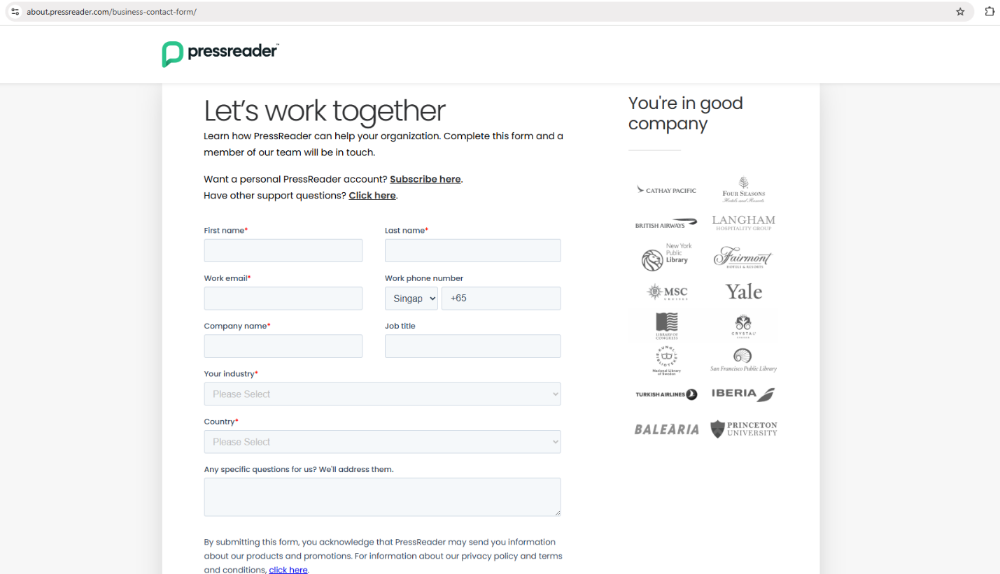 about.pressreader.com/business-contact-form/
pressreader™
Let's work together
Learn how PressReader can help your organization. Complete this form and a
member of our team will be in touch.
Want a personal PressReader account? Subscribe here.
Have other support questions? Click here.
First name*
Last name*
Work email*
Work phone number
Singap
+65
Company name*
Job title
Your industry*
Please Select
Country*
Please Select
Any specific questions for us? We'll address them.
By submitting this form, you acknowledge that PressReader may send you information
about our products and promotions. For information about our privacy policy and terms
and conditions, click here.
You're in good
company
CATHAY PACIFIC
FOUR SEASONS
Hotels and Resorts
BRITISH AIRWAYS
LANGHAM
HOSPITALITY GROUP
New York
Public
Library
Fairmont
HOTELS & RESORTS
MSC
CRUISES
Yale
LIBRARY OF
CONGRESS
CRYSTAL
CRUISES
KUNGL
BIBLIOTEKET
National Library
of Sweden
San Francisco Public Library
TURKISH AIRLINES
IBERIA
BALEÀRIA
PRINCETON
UNIVERSITY